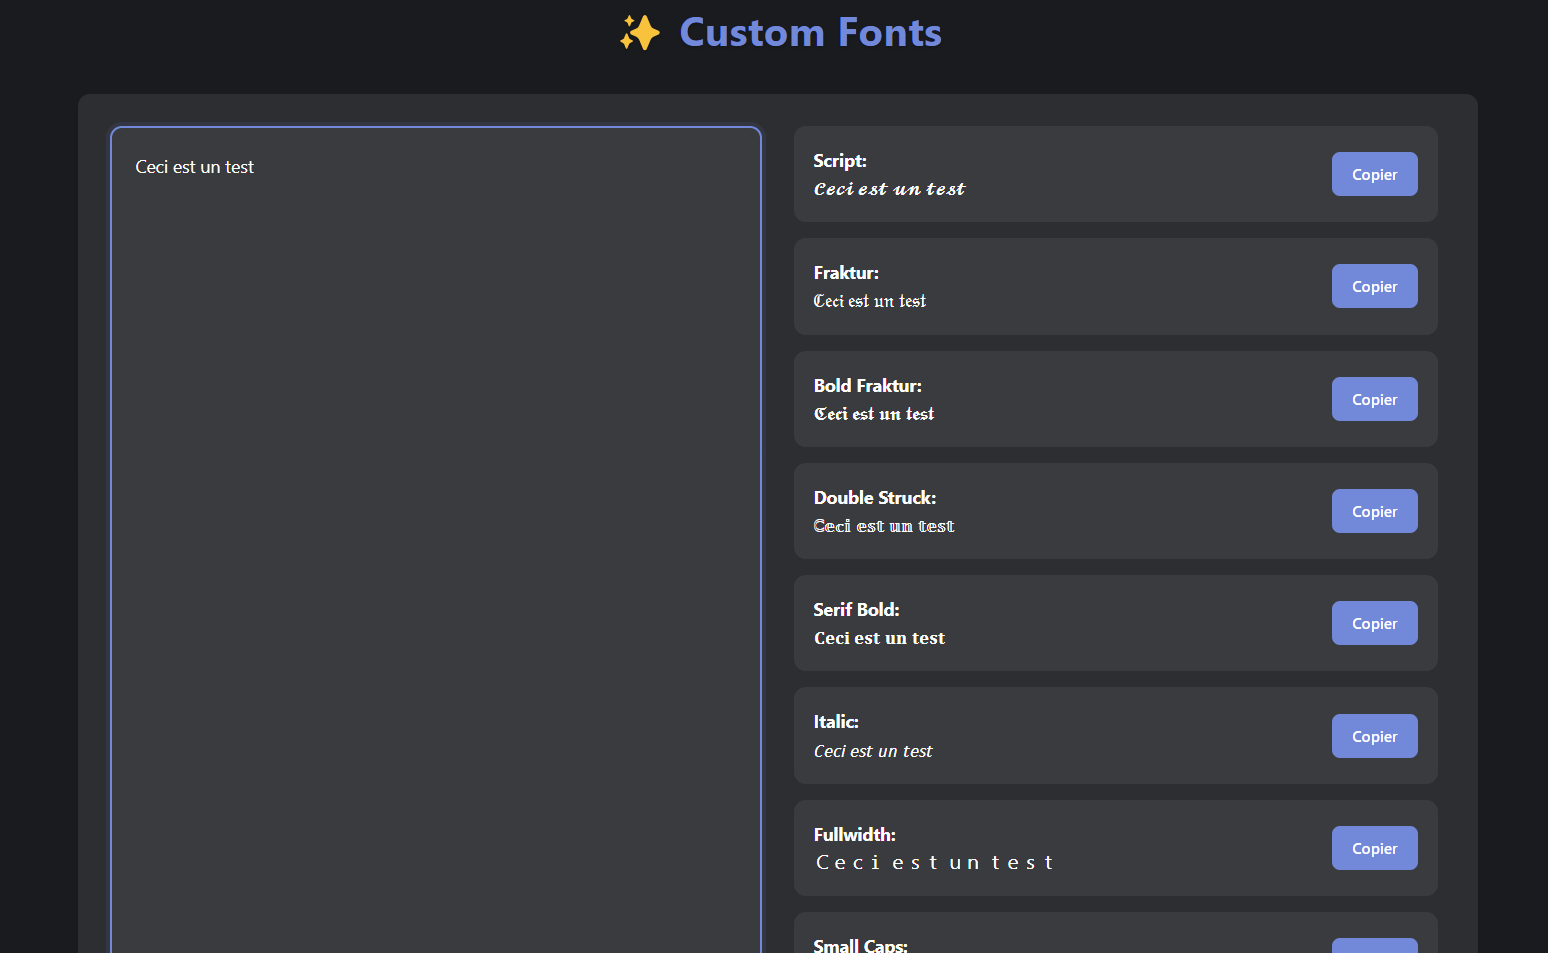 ✨ Custom Fonts
Ceci est un test
Script:
𝓒𝓮𝓬𝓲 𝓮𝓼𝓽 𝓾𝓷 𝓽𝓮𝓼𝓽
Copier
Fraktur:
ℭ𝔢𝔠𝔦 𝔢𝔰𝔱 𝔲𝔫 𝔱𝔢𝔰𝔱
Copier
Bold Fraktur:
𝕮𝖊𝖈𝖎 𝖊𝖘𝖙 𝖚𝖓 𝖙𝖊𝖘𝖙
Copier
Double Struck:
ℂ𝕖𝕔𝕚 𝕖𝕤𝕥 𝕦𝕟 𝕥𝕖𝕤𝕥
Copier
Serif Bold:
𝐂𝐞𝐜𝐢 𝐞𝐬𝐭 𝐮𝐧 𝐭𝐞𝐬𝐭
Copier
Italic:
𝘊𝘦𝘤𝘪 𝘦𝘴𝘵 𝘶𝘯 𝘵𝘦𝘴𝘵
Copier
Fullwidth:
Ｃｅｃｉ ｅｓｔ ｕｎ ｔｅｓｔ
Copier
Small Caps: